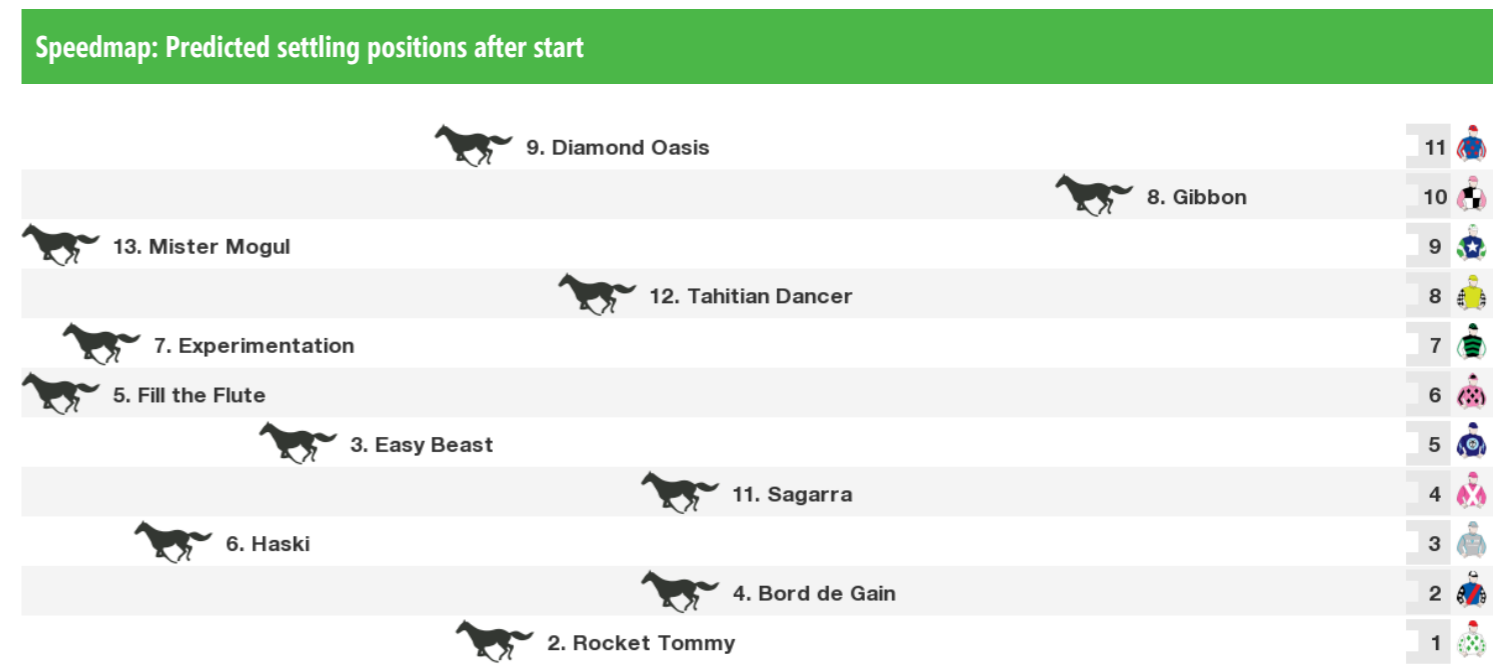 Speedmap: Predicted settling positions after start
9. Diamond Oasis 11
8. Gibbon 10
13. Mister Mogul 9
12. Tahitian Dancer 8
7. Experimentation 7
5. Fill the Flute 6
3. Easy Beast 5
11. Sagarra 4
6. Haski 3
4. Bord de Gain 2
2. Rocket Tommy 1